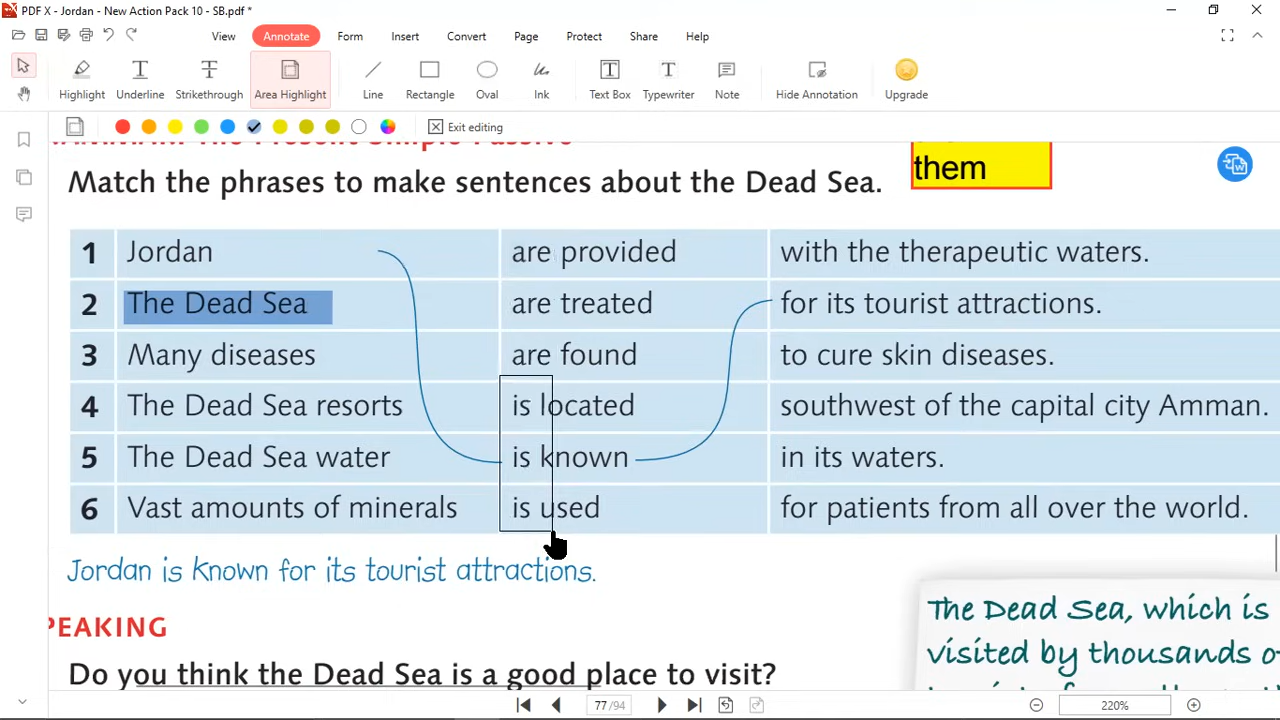 PDF X - Jordan - New Action Pack 10 - SB.pdf *
View Annotate Form Insert Convert Page Protect Share Help
Highlight Underline Strikethrough Area Highlight Line Rectangle Oval Ink Text Box Typewriter Note Hide Annotation Upgrade
Exit editing
them
Match the phrases to make sentences about the Dead Sea.
1 Jordan are provided with the therapeutic waters.
2 The Dead Sea are treated for its tourist attractions.
3 Many diseases are found to cure skin diseases.
4 The Dead Sea resorts is located southwest of the capital city Amman.
5 The Dead Sea water is known in its waters.
6 Vast amounts of minerals is used for patients from all over the world.
Jordan is known for its tourist attractions.
The Dead Sea, which is
PEAKING
visited by thousands o
Do you think the Dead Sea is a good place to visit?
77/94
220%